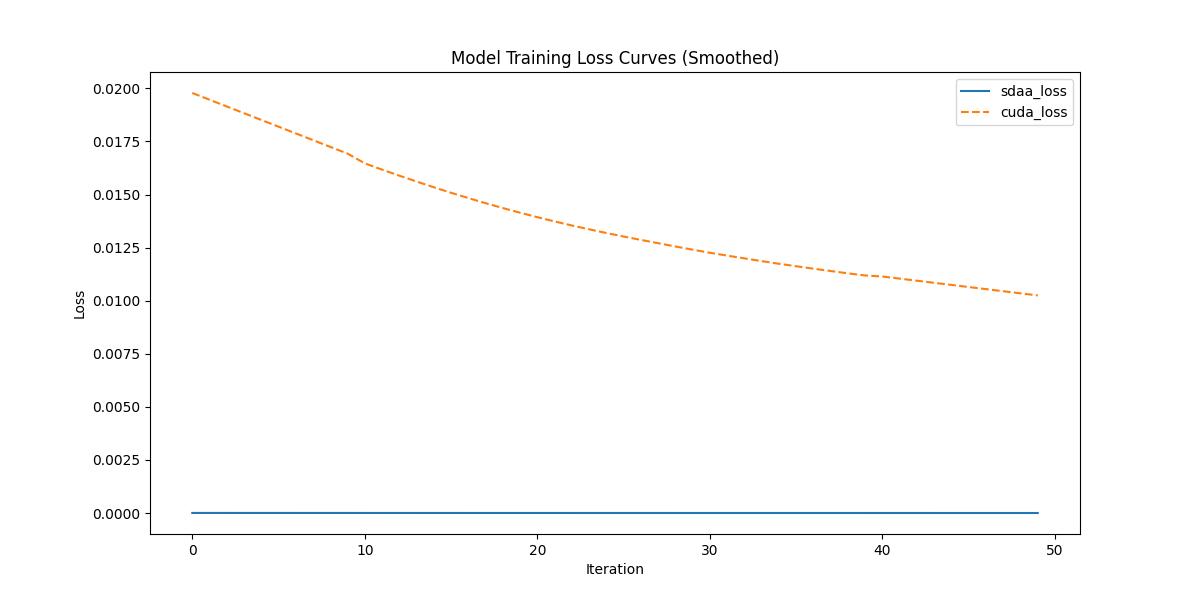 Model Training Loss Curves (Smoothed)
sdaa_loss
cuda_loss
0.0200
0.0175
0.0150
0.0125
0.0100
0.0075
0.0050
0.0025
0.0000
Loss
0 10 20 30 40 50
Iteration